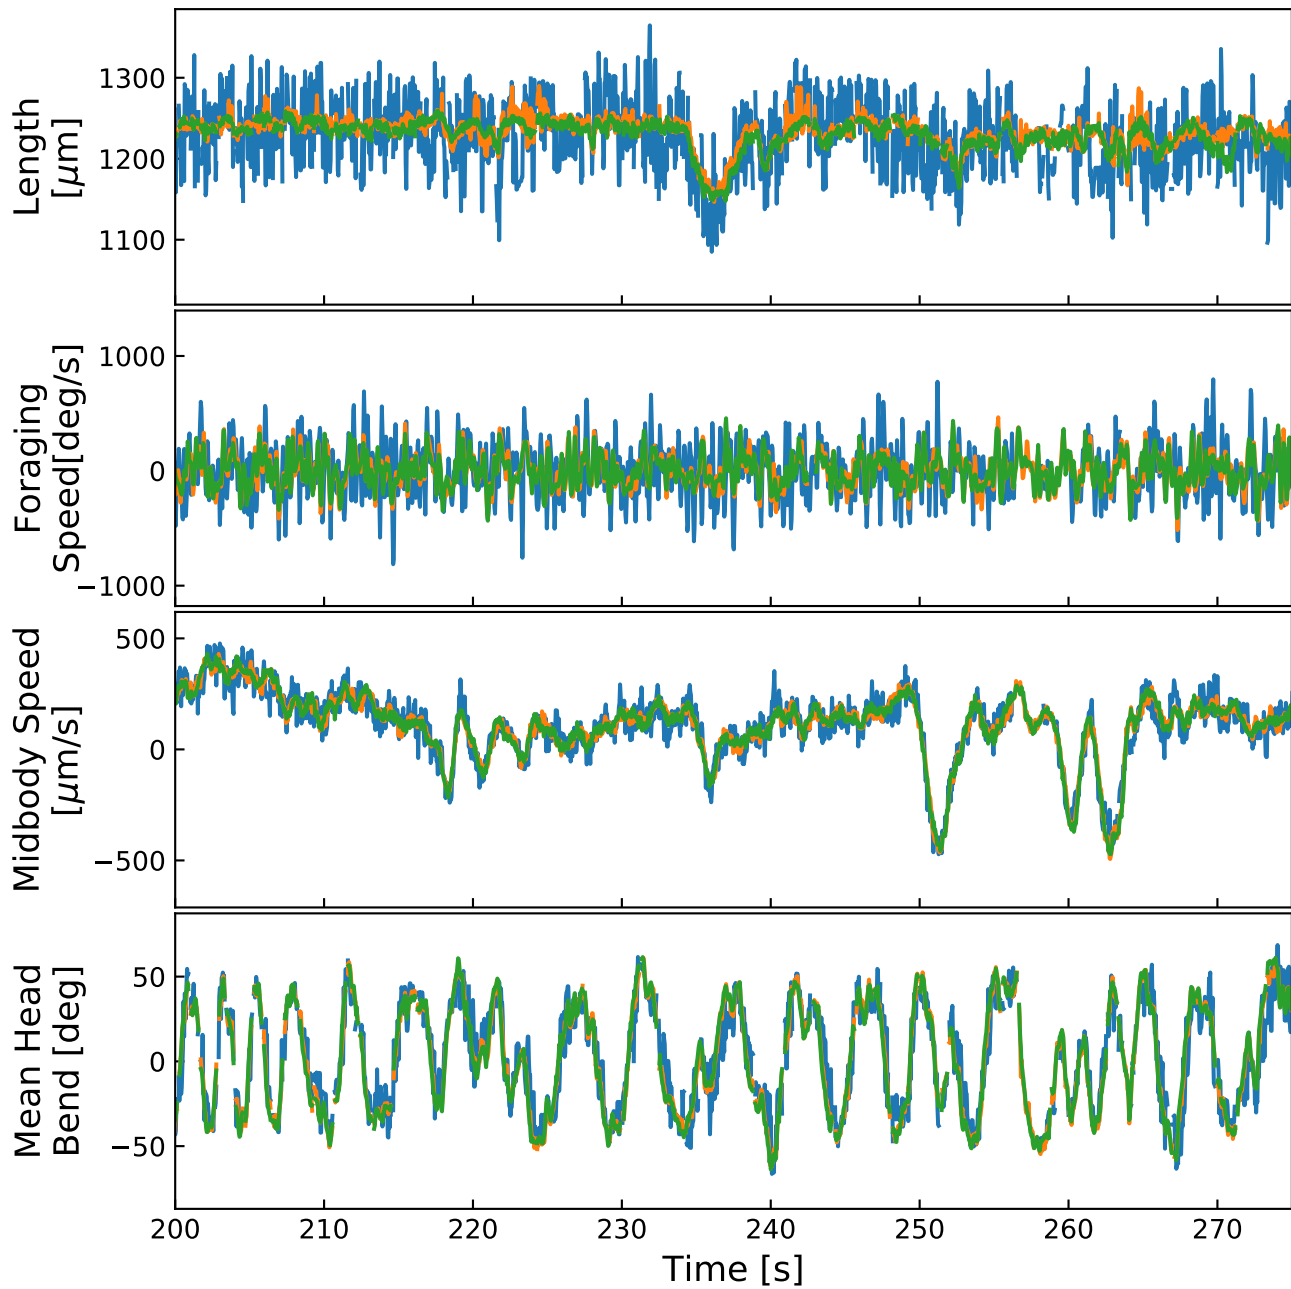 Length
[μm]
1300
1200
1100
Foraging
Speed[deg/s]
1000
0
−1000
Midbody Speed
[μm/s]
500
0
−500
Mean Head
Bend [deg]
50
0
−50
200 210 220 230 240 250 260 270
Time [s]